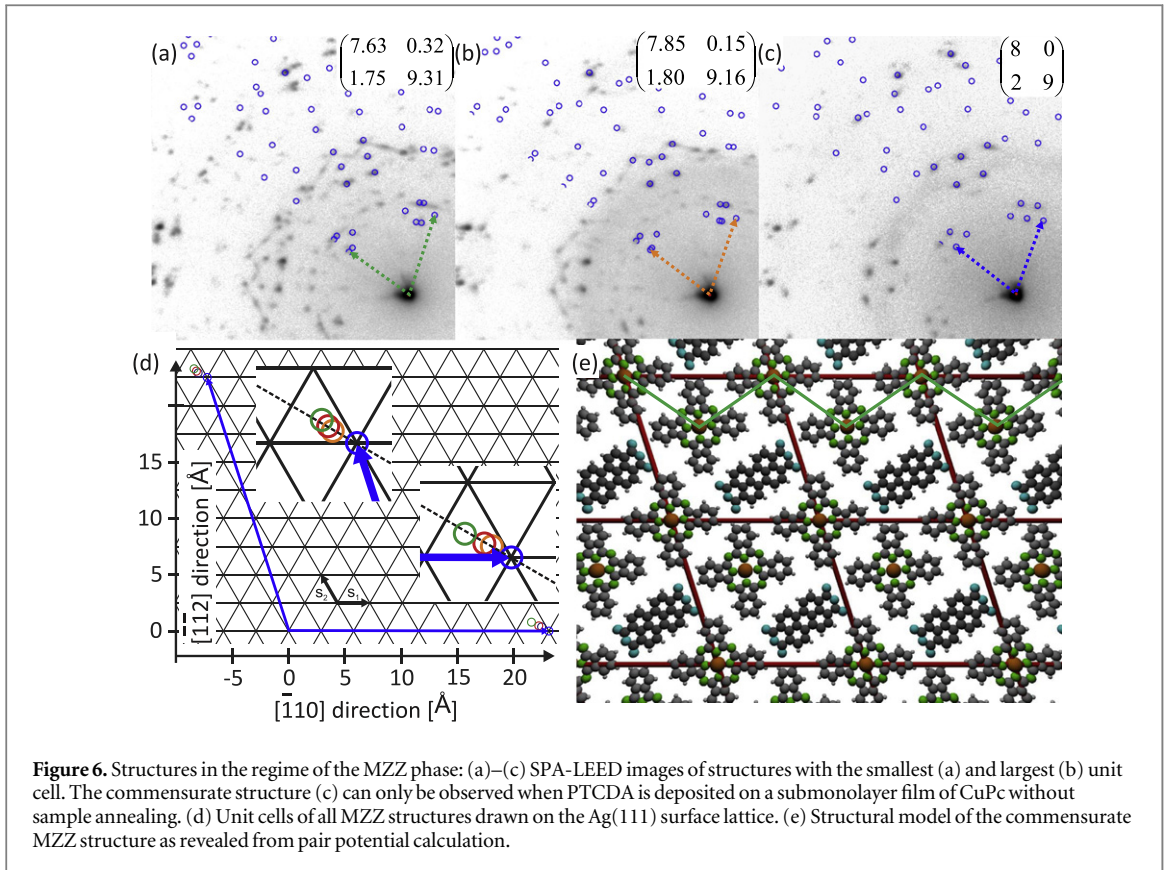 (a)
7.63 0.32
1.75 9.31
(b)
7.85 0.15
1.80 9.16
(c)
8 0
2 9
(d)
[112] direction [Å]
15
10
5
0
s₂ s₁
-5 0 5 10 15 20
[1̄10] direction [Å]
(e)
Figure 6. Structures in the regime of the MZZ phase: (a)–(c) SPA-LEED images of structures with the smallest (a) and largest (b) unit
cell. The commensurate structure (c) can only be observed when PTCDA is deposited on a submonolayer film of CuPc without
sample annealing. (d) Unit cells of all MZZ structures drawn on the Ag(111) surface lattice. (e) Structural model of the commensurate
MZZ structure as revealed from pair potential calculation.